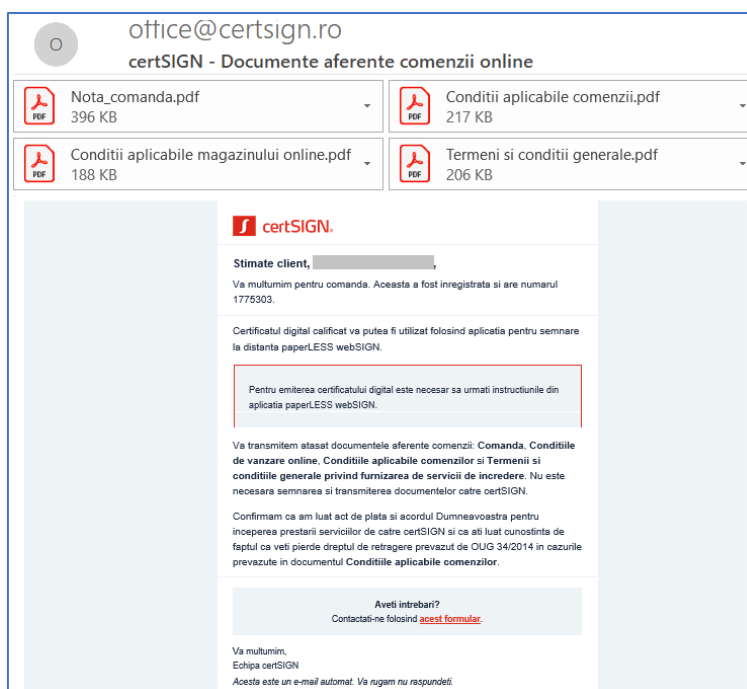 O
office@certsign.ro
certSIGN - Documente aferente comenzii online
PDF
Nota_comanda.pdf
396 KB
PDF
Conditii aplicabile comenzii.pdf
217 KB
PDF
Conditii aplicabile magazinului online.pdf
188 KB
PDF
Termeni si conditii generale.pdf
206 KB
certSIGN.
Stimate client, ,
Va multumim pentru comanda. Aceasta a fost inregistrata si are numarul
1775303.
Certificatul digital calificat va putea fi utilizat folosind aplicatia pentru semnare
la distanta paperLESS webSIGN.
Pentru emiterea certificatului digital este necesar sa urmati instructiunile din
aplicatia paperLESS webSIGN.
Va transmitem atasat documentele aferente comenzii: Comanda, Conditiile
de vanzare online, Conditiile aplicabile comenzilor si Termenii si
conditiile generale privind furnizarea de servicii de incredere. Nu este
necesara semnarea si transmiterea documentelor catre certSIGN.
Confirmam ca am luat act de plata si acordul Dumneavoastra pentru
inceperea prestarii serviciilor de catre certSIGN si ca ati luat cunostinta de
faptul ca veti pierde dreptul de retragere prevazut de OUG 34/2014 in cazurile
prevazute in documentul Conditiile aplicabile comenzilor.
Aveti intrebari?
Contactati-ne folosind acest formular.
Va multumim,
Echipa certSIGN
Acesta este un e-mail automat. Va rugam nu raspundeti.